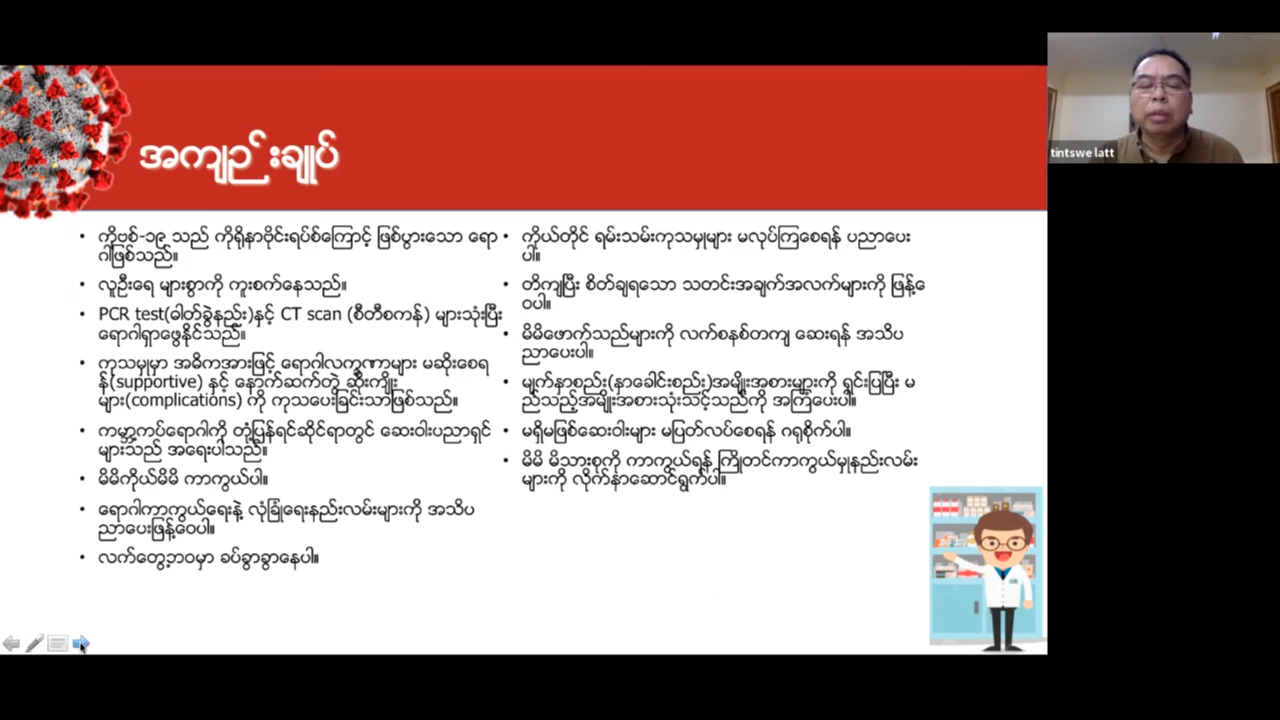 အကျဉ်းချုပ်
• ကိုဗစ်-၁၉ သည် ကိုရိုနာဗိုင်းရပ်စ်ကြောင့် ဖြစ်ပွားသော ရော
ဂါဖြစ်သည်။
• လူဦးရေ များစွာကို ကူးစက်နေသည်။
• PCR test(ဓါတ်ခွဲနည်း)နှင့် CT scan (စီတီစကန်) များသုံးပြီး
ရောဂါရှာဖွေနိုင်သည်။
• ကုသမှုမှာ အဓိကအားဖြင့် ရောဂါလက္ခဏာများ မဆိုးစေရ
န်(supportive) နှင့် နောက်ဆက်တွဲ ဆိုးကျိုး
များ(complications) ကို ကုသပေးခြင်းသာဖြစ်သည်။
• ကမ္ဘာ့ကပ်ရောဂါကို တုံ့ပြန်ရင်ဆိုင်ရာတွင် ဆေးဝါးပညာရှင်
များသည် အရေးပါသည်။
• မိမိကိုယ်မိမိ ကာကွယ်ပါ။
• ရောဂါကာကွယ်ရေးနဲ့ လုံခြုံရေးနည်းလမ်းများကို အသိပ
ညာပေးဖြန့်ဝေပါ။
• လက်တွေ့ဘဝမှာ ခပ်ခွာခွာနေပါ။
• ကိုယ်တိုင် ရမ်းသမ်းကုသမှုများ မလုပ်ကြစေရန် ပညာပေး
ပါ။
• တိကျပြီး စိတ်ချရသော သတင်းအချက်အလက်များကို ဖြန့်ဝေ
ဝပါ။
• မိမိဖောက်သည်များကို လက်စနစ်တကျ ဆေးရန် အသိပ
ညာပေးပါ။
• မျက်နှာစည်း(နှာခေါင်းစည်း)အမျိုးအစားများကို ရှင်းပြပြီး မ
ည်သည့်အမျိုးအစားသုံးသင့်သည်ကို အကြံပေးပါ။
• မရှိမဖြစ်ဆေးဝါးများ မပြတ်လပ်စေရန် ဂရုစိုက်ပါ။
• မိမိ မိသားစုကို ကာကွယ်ရန် ကြိုတင်ကာကွယ်မှုနည်းလမ်း
များကို လိုက်နာဆောင်ရွက်ပါ။
tintswe latt